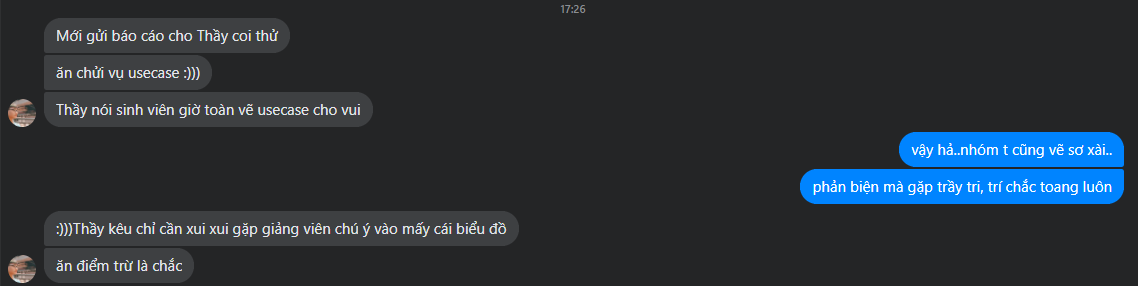 17:26
Mới gửi báo cáo cho Thầy coi thử
ăn chửi vụ usecase :)))
Thầy nói sinh viên giờ toàn vẽ usecase cho vui
vậy hả..nhóm t cũng vẽ sơ xài..
phản biện mà gặp trầy tri, trí chắc toang luôn
:)))Thầy kêu chỉ cần xui xui gặp giảng viên chú ý vào mấy cái biểu đồ
ăn điểm trừ là chắc